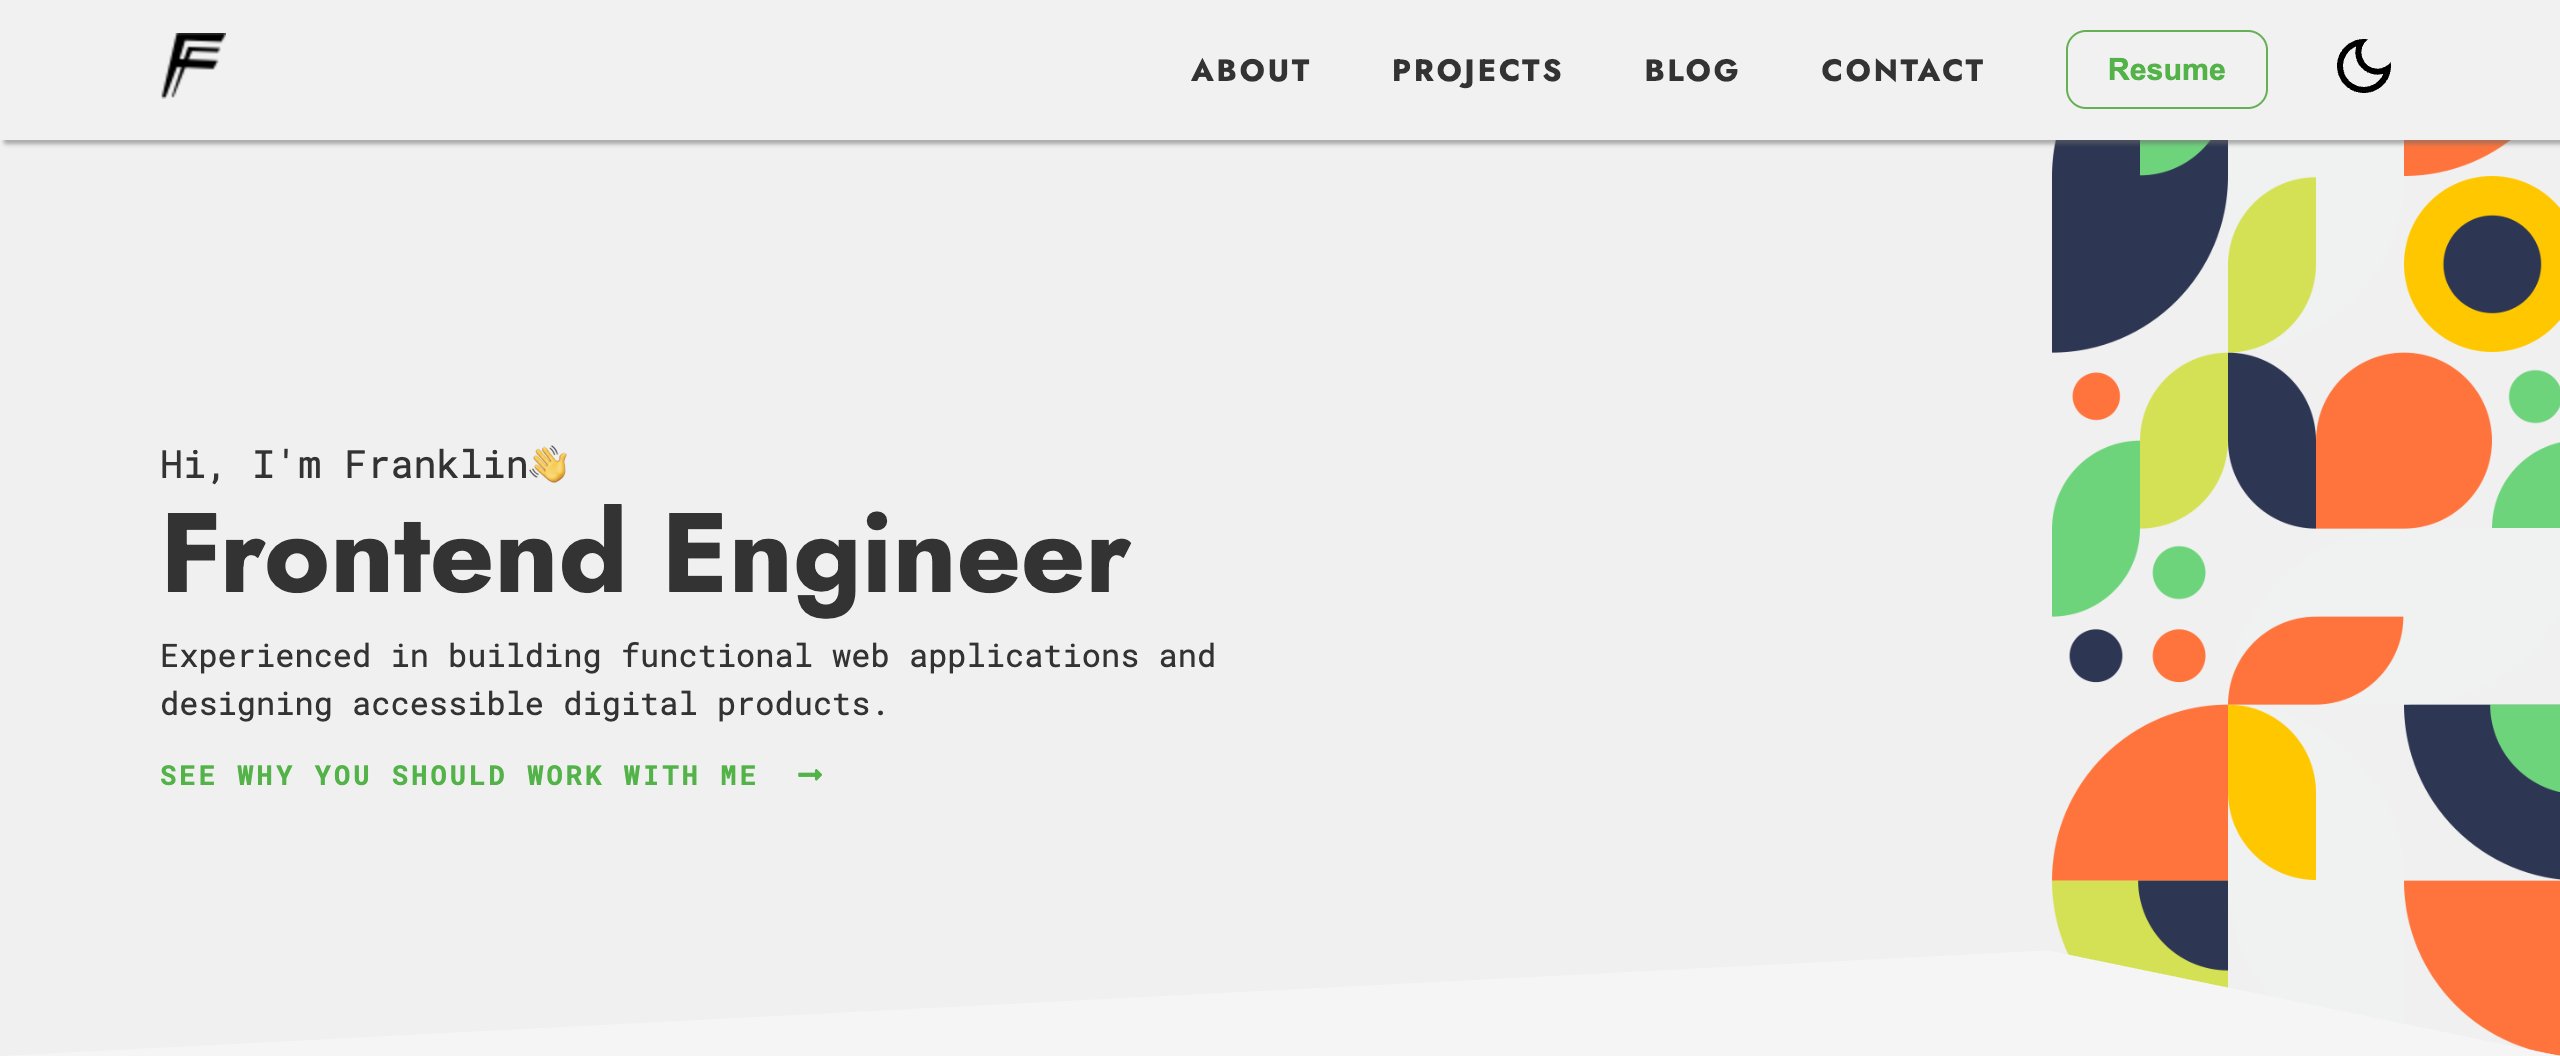 F
ABOUT PROJECTS BLOG CONTACT Resume
Hi, I'm Franklin👋
Frontend Engineer
Experienced in building functional web applications and
designing accessible digital products.
SEE WHY YOU SHOULD WORK WITH ME →